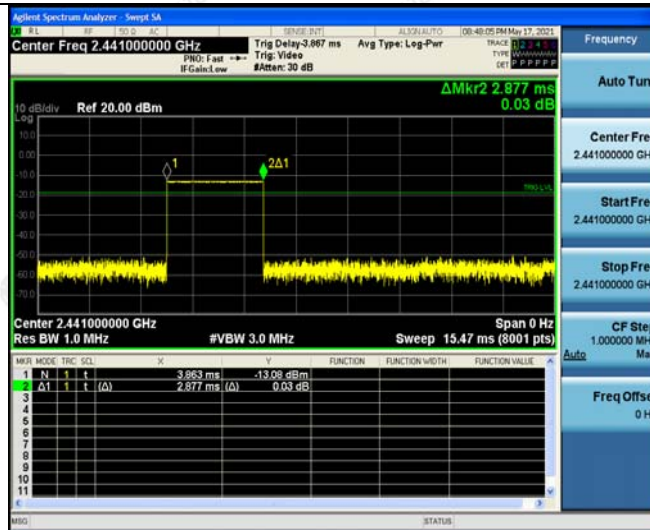 Agilent Spectrum Analyzer - Swept SA
RL RF 50 Ω AC SENSE:INT ALIGN AUTO 08:48:05 PM May 17, 2021
Center Freq 2.441000000 GHz
Trig Delay-3.867 ms Avg Type: Log-Pwr
TRACE 1 2 3 4 5 6
PNO: Fast Trig: Video
TYPE
IFGain:Low #Atten: 30 dB
DET P P P P P P
ΔMkr2 2.877 ms
0.03 dB
10 dB/div Ref 20.00 dBm
Log
10.0
0.00
-10.0
-20.0
-30.0
-40.0
-50.0
-60.0
-70.0
1
2Δ1
TRIG LVL
Center 2.441000000 GHz Span 0 Hz
Res BW 1.0 MHz #VBW 3.0 MHz Sweep 15.47 ms (8001 pts)
MKR MODE TRC SCL X Y FUNCTION FUNCTION WIDTH FUNCTION VALUE
1 N 1 t 3.863 ms -13.08 dBm
2 Δ1 1 t (Δ) 2.877 ms (Δ) 0.03 dB
3
4
5
6
7
8
9
10
11
MSG STATUS
Frequency
Auto Tun
Center Fre
2.441000000 GH
Start Fre
2.441000000 GH
Stop Fre
2.441000000 GH
CF Ste
1.000000 MH
Auto Ma
Freq Offse
0 H